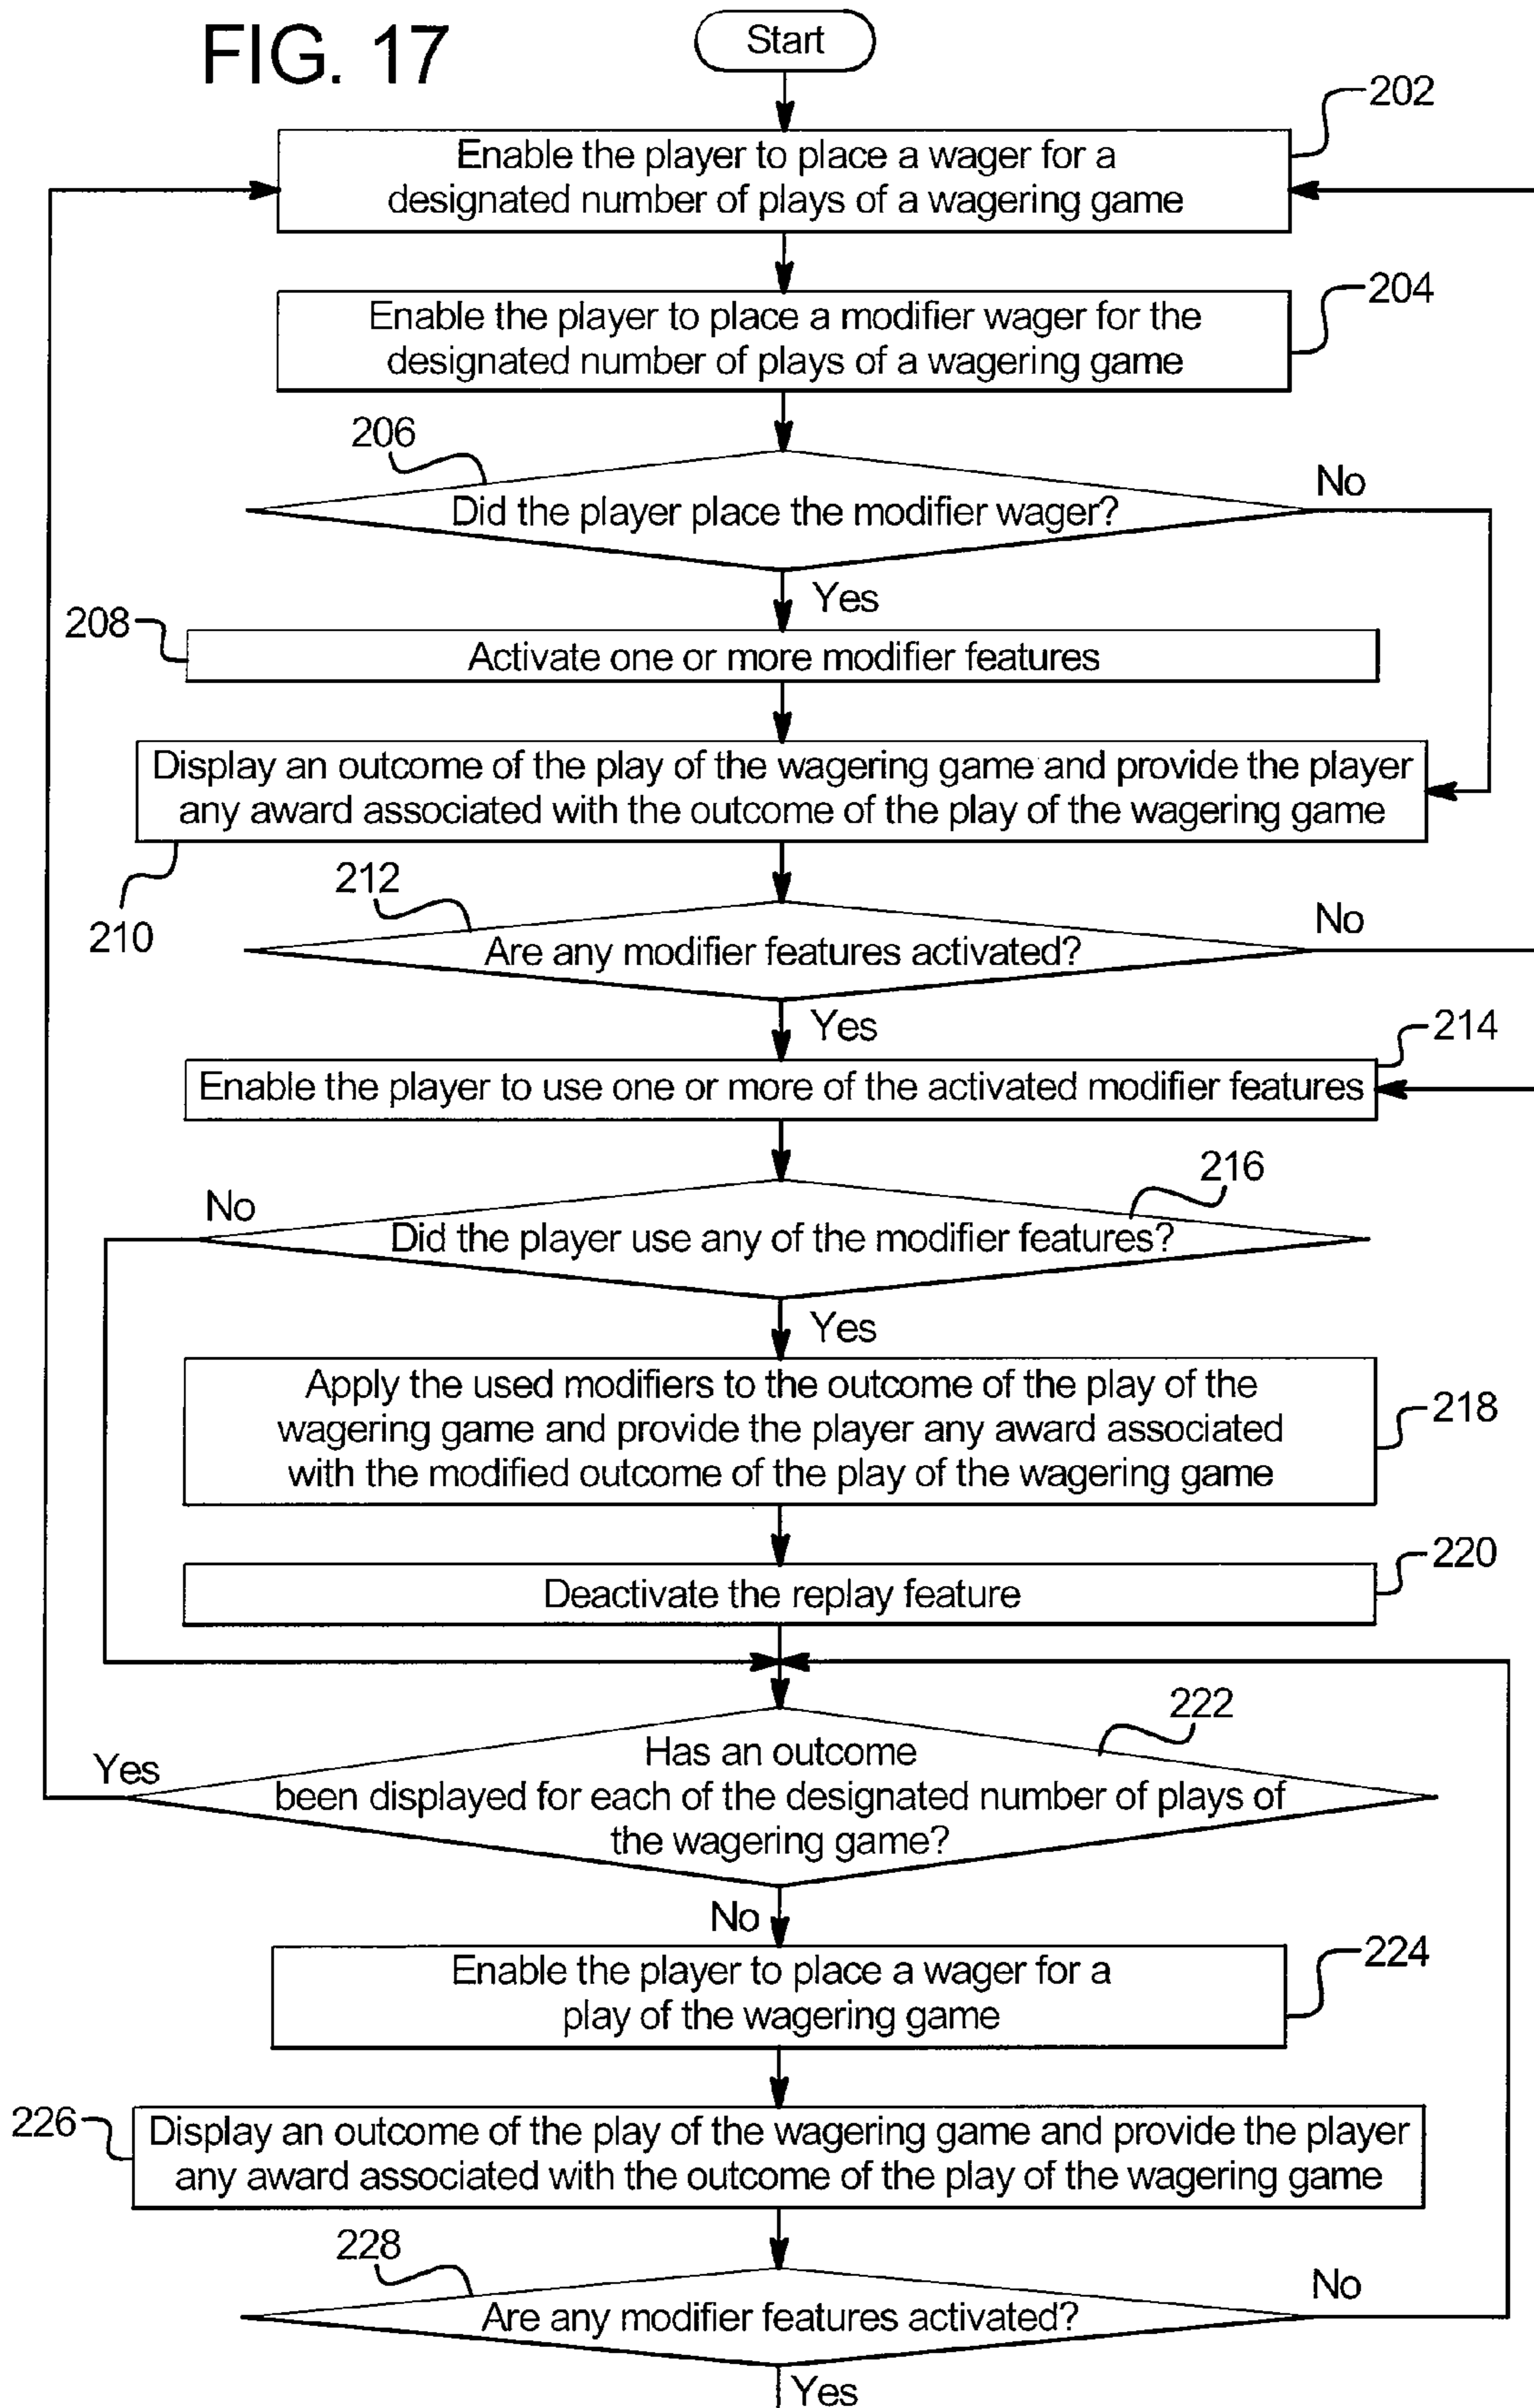 FIG. 17
Start
202
Enable the player to place a wager for a
designated number of plays of a wagering game
204
Enable the player to place a modifier wager for the
designated number of plays of a wagering game
206
Did the player place the modifier wager?
No
Yes
208
Activate one or more modifier features
Display an outcome of the play of the wagering game and provide the player
any award associated with the outcome of the play of the wagering game
210
212
Are any modifier features activated?
No
Yes
214
Enable the player to use one or more of the activated modifier features
216
No
Did the player use any of the modifier features?
Yes
Apply the used modifiers to the outcome of the play of the
wagering game and provide the player any award associated
with the modified outcome of the play of the wagering game
218
220
Deactivate the replay feature
222
Yes
Has an outcome
been displayed for each of the designated number of plays of
the wagering game?
No
224
Enable the player to place a wager for a
play of the wagering game
226
Display an outcome of the play of the wagering game and provide the player
any award associated with the outcome of the play of the wagering game
228
Are any modifier features activated?
No
Yes